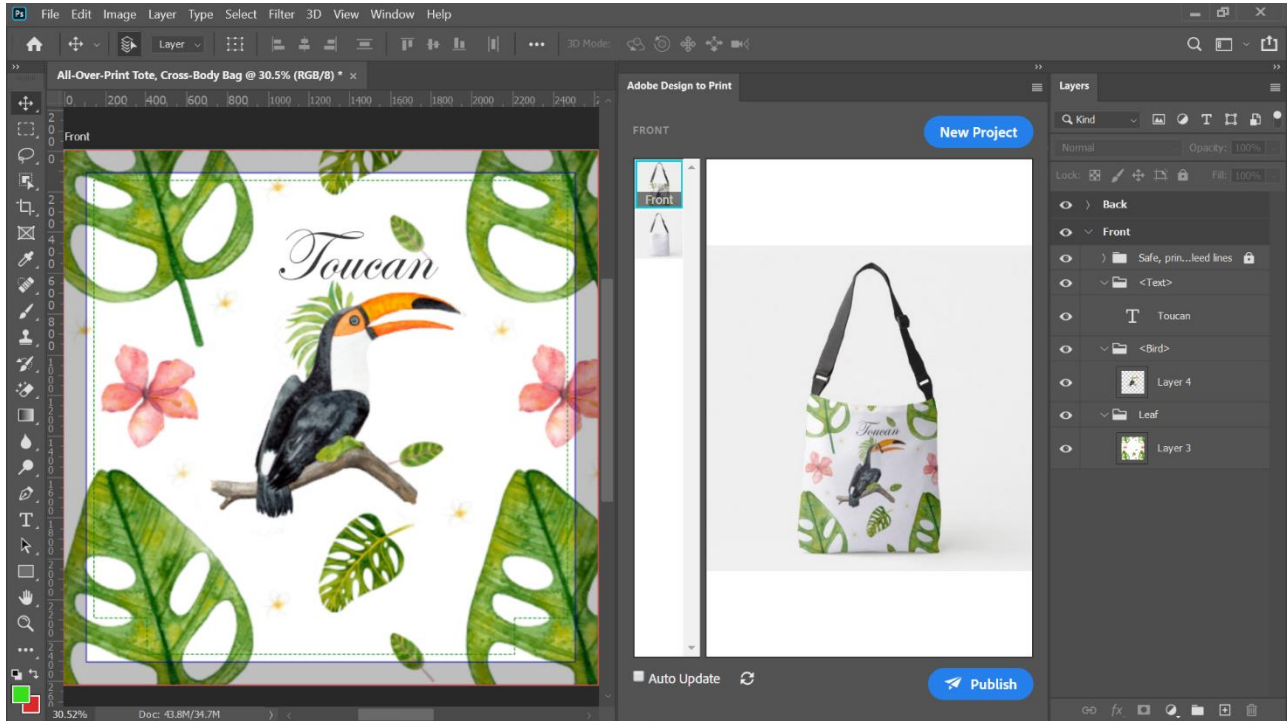 Ps File Edit Image Layer Type Select Filter 3D View Window Help
Layer 3D Mode:
All-Over-Print Tote, Cross-Body Bag @ 30.5% (RGB/8) * ×
0 200 400 600 800 1000 1200 1400 1600 1800 2000 2200 2400
Front
Toucan
30.52% Doc: 43.8M/34.7M
Adobe Design to Print
FRONT New Project
Front
Toucan
Auto Update Publish
Layers
Kind
Normal Opacity: 100%
Lock: Fill: 100%
Back
Front
Safe, prin...leed lines
<Text>
T Toucan
<Bird>
Layer 4
Leaf
Layer 3
fx